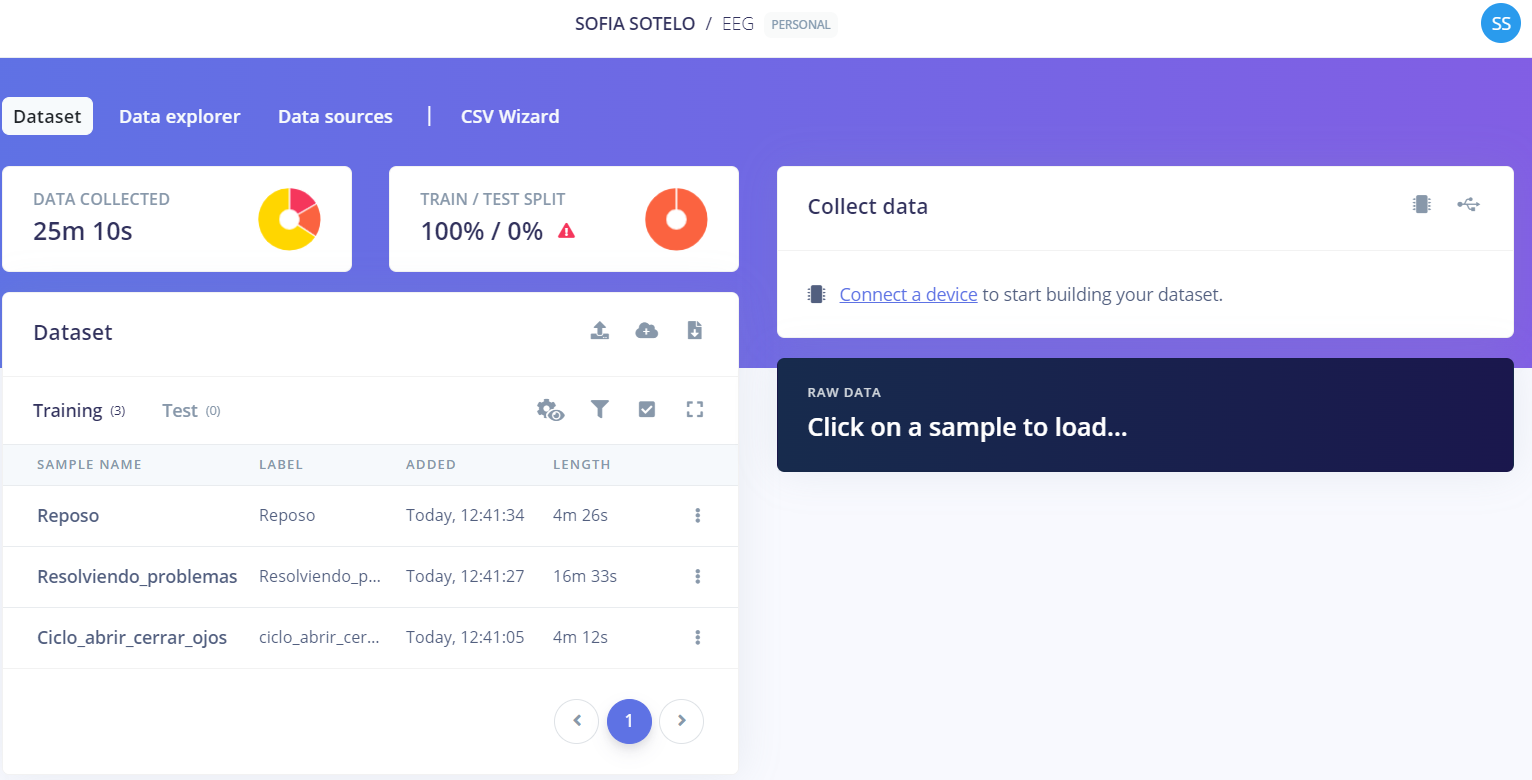 SOFIA SOTELO / EEG PERSONAL
SS
Dataset Data explorer Data sources | CSV Wizard
DATA COLLECTED
25m 10s
TRAIN / TEST SPLIT
100% / 0%
Collect data
Connect a device to start building your dataset.
Dataset
Training (3) Test (0)
SAMPLE NAME LABEL ADDED LENGTH
Reposo Reposo Today, 12:41:34 4m 26s
Resolviendo_problemas Resolviendo_p... Today, 12:41:27 16m 33s
Ciclo_abrir_cerrar_ojos ciclo_abrir_cer... Today, 12:41:05 4m 12s
1
RAW DATA
Click on a sample to load...